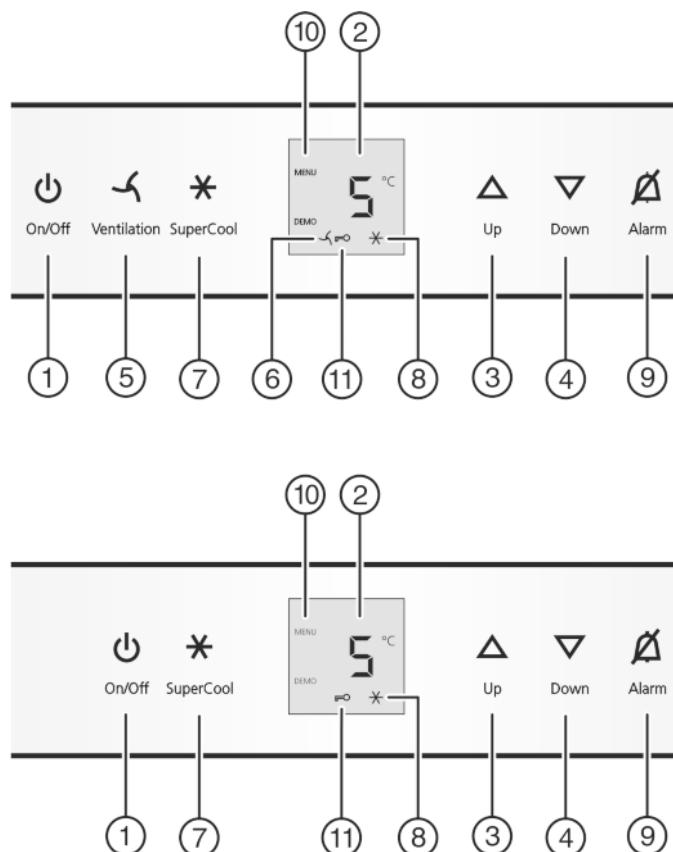 10 2
MENU
5 °C
DEMO
On/Off Ventilation SuperCool Up Down Alarm
1 5 7 6 11 8 3 4 9
10 2
MENU
5 °C
DEMO
On/Off SuperCool Up Down Alarm
1 7 11 8 3 4 9